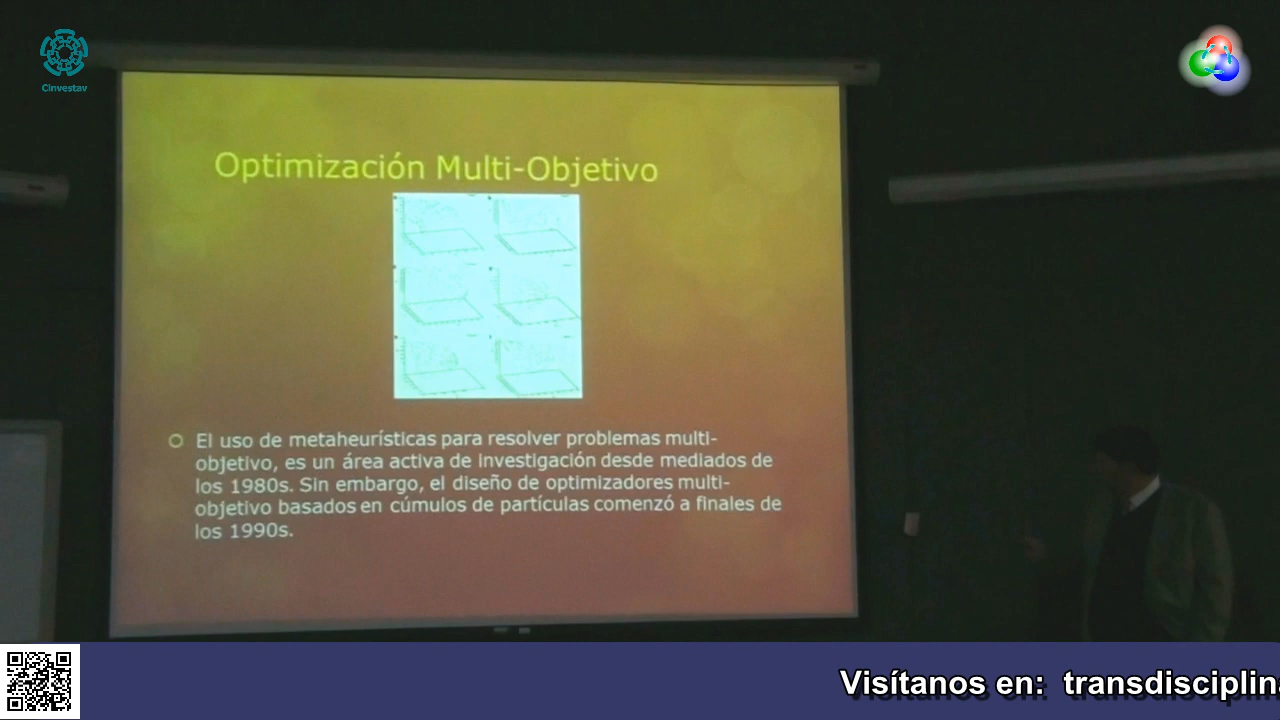 Cinvestav
Optimización Multi-Objetivo
El uso de metaheurísticas para resolver problemas multi-
objetivo, es un área activa de investigación desde mediados de
los 1980s. Sin embargo, el diseño de optimizadores multi-
objetivo basados en cúmulos de partículas comenzó a finales de
los 1990s.
Visítanos en: transdisciplina